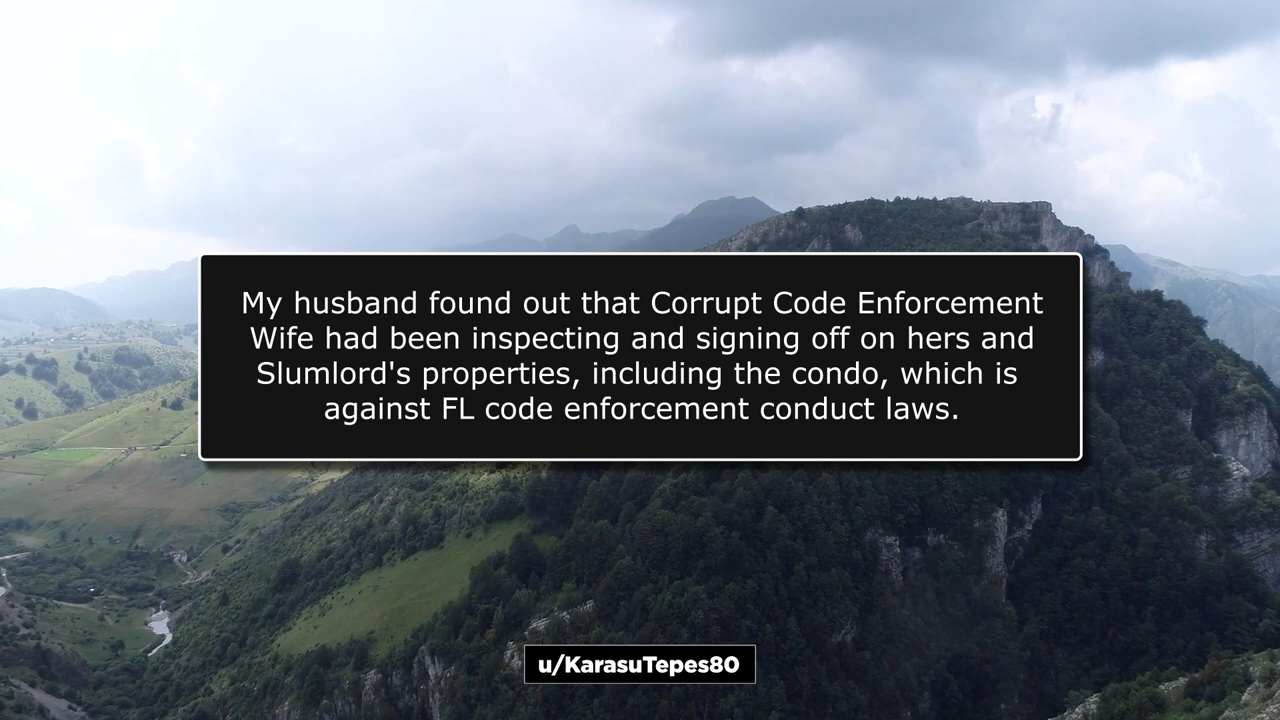 My husband found out that Corrupt Code Enforcement
Wife had been inspecting and signing off on hers and
Slumlord's properties, including the condo, which is
against FL code enforcement conduct laws.
u/KarasuTepes80